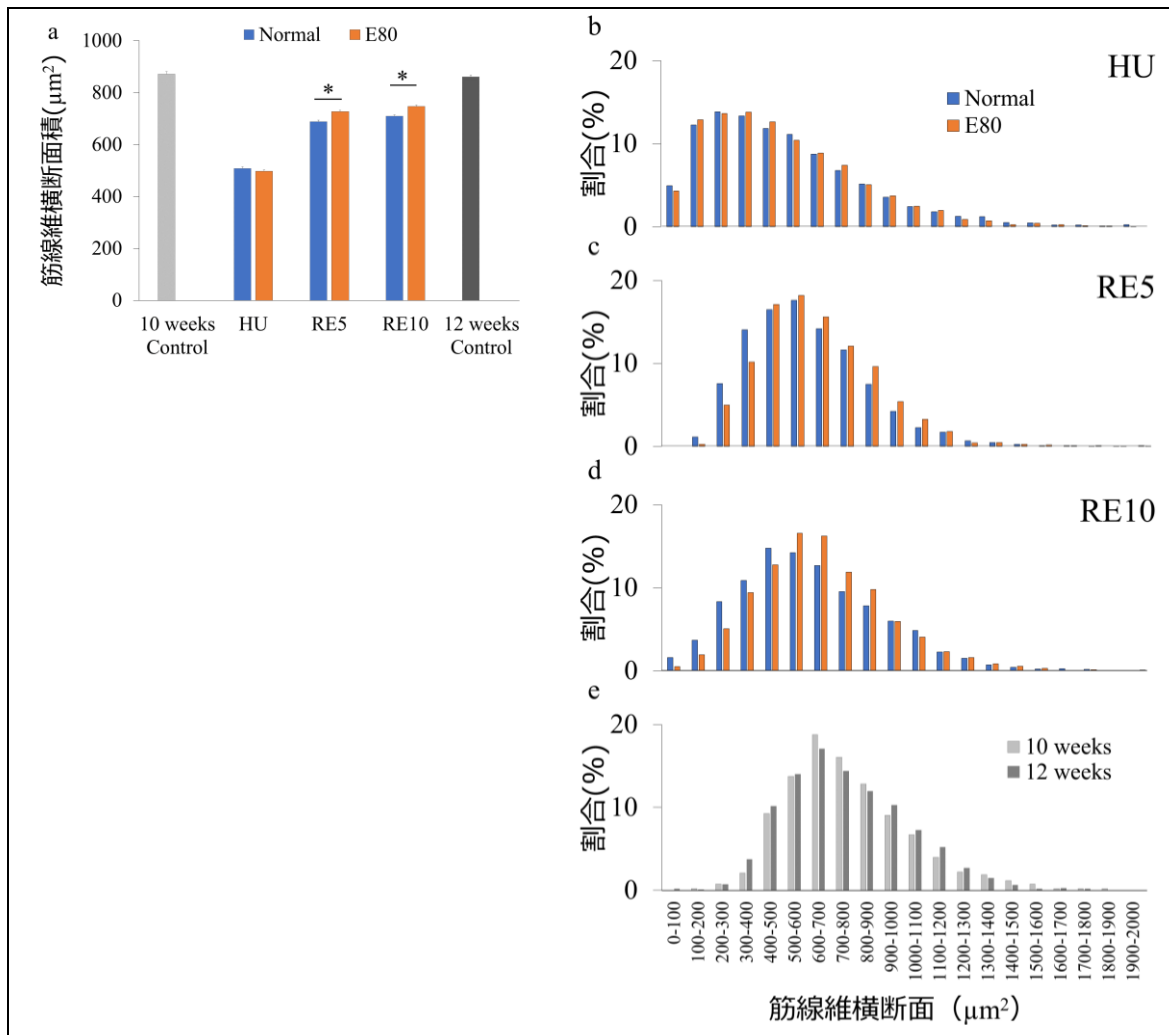 a
Normal E80
1000
800
600
400
200
0
筋線維横断面積(μm²)
* *
10 weeks HU RE5 RE10 12 weeks
Control Control
b
HU
20
10
0
割合(%)
Normal
E80
c
RE5
20
10
0
割合(%)
d
RE10
20
10
0
割合(%)
e
20
10
0
割合(%)
10 weeks
12 weeks
0-100
100-200
200-300
300-400
400-500
500-600
600-700
700-800
800-900
900-1000
1000-1100
1100-1200
1200-1300
1300-1400
1400-1500
1500-1600
1600-1700
1700-1800
1800-1900
1900-2000
筋線維横断面（μm²）